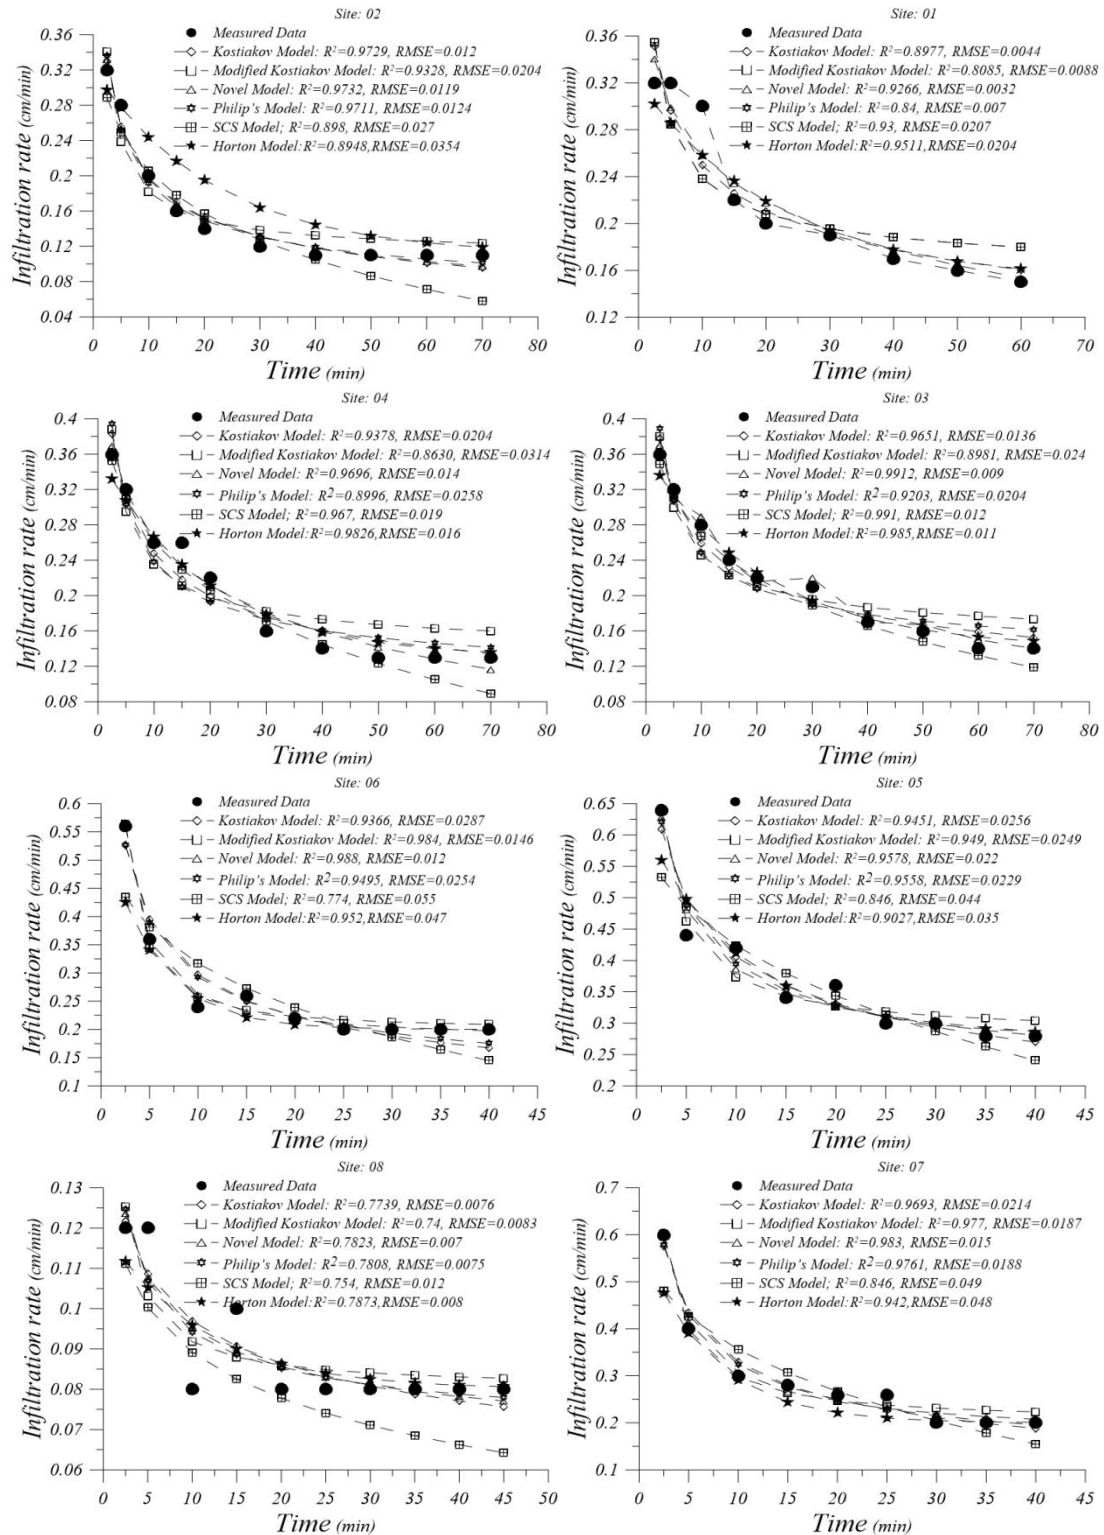 Site: 02
Measured Data
Kostiakov Model: R²=0.9729, RMSE=0.012
Modified Kostiakov Model: R²=0.9328, RMSE=0.0204
Novel Model: R²=0.9732, RMSE=0.0119
Philip's Model: R²=0.9711, RMSE=0.0124
SCS Model; R²=0.898, RMSE=0.027
Horton Model:R²=0.8948,RMSE=0.0354
Infiltration rate (cm/min)
0.36
0.32
0.28
0.24
0.2
0.16
0.12
0.08
0.04
0 10 20 30 40 50 60 70 80
Time (min)
Site: 01
Measured Data
Kostiakov Model: R²=0.8977, RMSE=0.0044
Modified Kostiakov Model: R²=0.8085, RMSE=0.0088
Novel Model: R²=0.9266, RMSE=0.0032
Philip's Model: R²=0.84, RMSE=0.007
SCS Model; R²=0.93, RMSE=0.0207
Horton Model: R²=0.9511,RMSE=0.0204
Infiltration rate (cm/min)
0.36
0.32
0.28
0.24
0.2
0.16
0.12
0 10 20 30 40 50 60 70
Time (min)
Site: 04
Measured Data
Kostiakov Model: R²=0.9378, RMSE=0.0204
Modified Kostiakov Model: R²=0.8630, RMSE=0.0314
Novel Model: R²=0.9696, RMSE=0.014
Philip's Model: R²=0.8996, RMSE=0.0258
SCS Model; R²=0.967, RMSE=0.019
Horton Model:R²=0.9826,RMSE=0.016
Infiltration rate (cm/min)
0.4
0.36
0.32
0.28
0.24
0.2
0.16
0.12
0.08
0 10 20 30 40 50 60 70 80
Time (min)
Site: 03
Measured Data
Kostiakov Model: R²=0.9651, RMSE=0.0136
Modified Kostiakov Model: R²=0.8981, RMSE=0.024
Novel Model: R²=0.9912, RMSE=0.009
Philip's Model: R²=0.9203, RMSE=0.0204
SCS Model; R²=0.991, RMSE=0.012
Horton Model: R²=0.985,RMSE=0.011
Infiltration rate (cm/min)
0.4
0.36
0.32
0.28
0.24
0.2
0.16
0.12
0.08
0 10 20 30 40 50 60 70 80
Time (min)
Site: 06
Measured Data
Kostiakov Model: R²=0.9366, RMSE=0.0287
Modified Kostiakov Model: R²=0.984, RMSE=0.0146
Novel Model: R²=0.988, RMSE=0.012
Philip's Model: R²=0.9495, RMSE=0.0254
SCS Model; R²=0.774, RMSE=0.055
Horton Model: R²=0.952,RMSE=0.047
Infiltration rate (cm/min)
0.6
0.55
0.5
0.45
0.4
0.35
0.3
0.25
0.2
0.15
0.1
0 5 10 15 20 25 30 35 40 45
Time (min)
Site: 05
Measured Data
Kostiakov Model: R²=0.9451, RMSE=0.0256
Modified Kostiakov Model: R²=0.949, RMSE=0.0249
Novel Model: R²=0.9578, RMSE=0.022
Philip's Model: R²=0.9558, RMSE=0.0229
SCS Model; R²=0.846, RMSE=0.044
Horton Model: R²=0.9027,RMSE=0.035
Infiltration rate (cm/min)
0.65
0.6
0.55
0.5
0.45
0.4
0.35
0.3
0.25
0.2
0 5 10 15 20 25 30 35 40 45
Time (min)
Site: 08
Measured Data
Kostiakov Model: R²=0.7739, RMSE=0.0076
Modified Kostiakov Model: R²=0.74, RMSE=0.0083
Novel Model: R²=0.7823, RMSE=0.007
Philip's Model: R²=0.7808, RMSE=0.0075
SCS Model; R²=0.754, RMSE=0.012
Horton Model: R²=0.7873,RMSE=0.008
Infiltration rate (cm/min)
0.13
0.12
0.11
0.1
0.09
0.08
0.07
0.06
0 5 10 15 20 25 30 35 40 45 50
Time (min)
Site: 07
Measured Data
Kostiakov Model: R²=0.9693, RMSE=0.0214
Modified Kostiakov Model: R²=0.977, RMSE=0.0187
Novel Model: R²=0.983, RMSE=0.015
Philip's Model: R²=0.9761, RMSE=0.0188
SCS Model; R²=0.846, RMSE=0.049
Horton Model: R²=0.942,RMSE=0.048
Infiltration rate (cm/min)
0.7
0.6
0.5
0.4
0.3
0.2
0.1
0 5 10 15 20 25 30 35 40 45
Time (min)